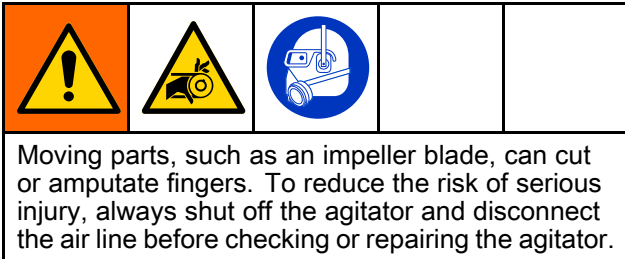 Moving parts, such as an impeller blade, can cut
or amputate fingers. To reduce the risk of serious
injury, always shut off the agitator and disconnect
the air line before checking or repairing the agitator.